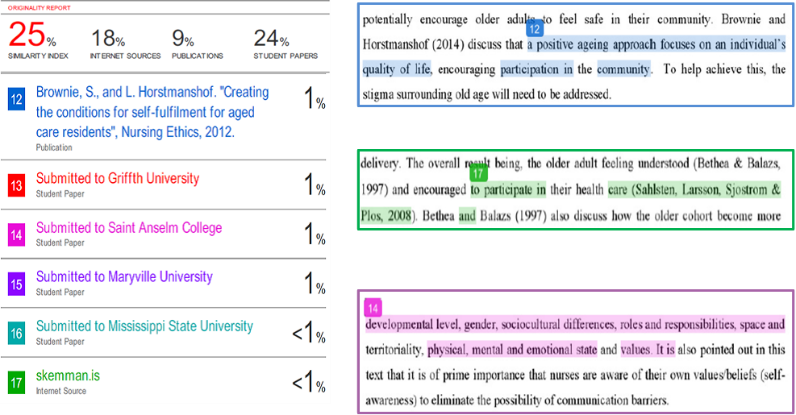 ORIGINALITY REPORT
25%
SIMILARITY INDEX
18%
INTERNET SOURCES
9%
PUBLICATIONS
24%
STUDENT PAPERS
12
Brownie, S., and L. Horstmanshof. "Creating
the conditions for self-fulfilment for aged
care residents", Nursing Ethics, 2012.
Publication
1%
13
Submitted to Griffth University
Student Paper
1%
14
Submitted to Saint Anselm College
Student Paper
1%
15
Submitted to Maryville University
Student Paper
1%
16
Submitted to Mississippi State University
Student Paper
<1%
17
skemman.is
Internet Source
<1%
potentially encourage older adults to feel safe in their community. Brownie and
12
Horstmanshof (2014) discuss that a positive ageing approach focuses on an individual's
quality of life, encouraging participation in the community. To help achieve this, the
stigma surrounding old age will need to be addressed.
delivery. The overall result being, the older adult feeling understood (Bethea & Balazs,
17
1997) and encouraged to participate in their health care (Sahlsten, Larsson, Sjostrom &
Plos, 2008). Bethea and Balazs (1997) also discuss how the older cohort become more
14
developmental level, gender, sociocultural differences, roles and responsibilities, space and
territoriality, physical, mental and emotional state and values. It is also pointed out in this
text that it is of prime importance that nurses are aware of their own values/beliefs (self-
awareness) to eliminate the possibility of communication barriers.